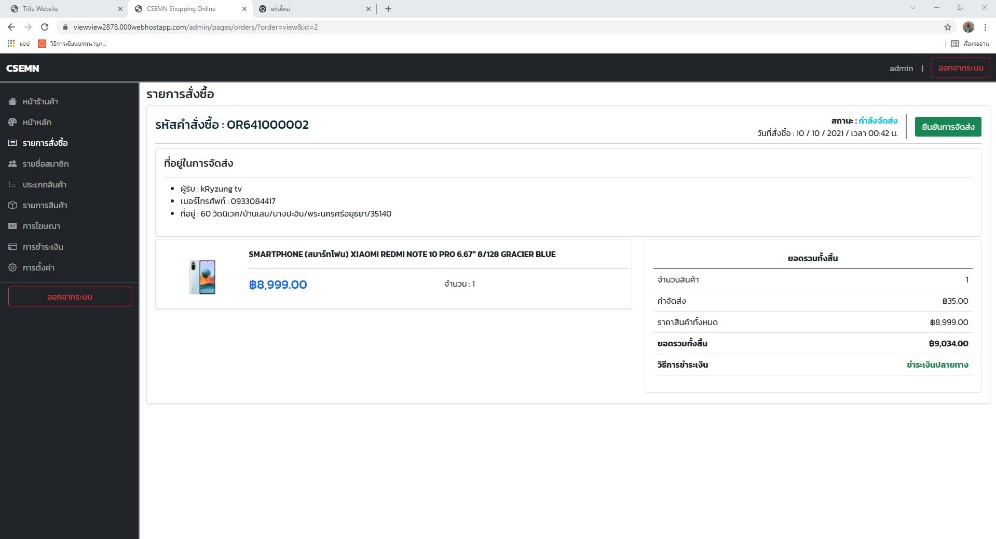 Title Website
CSEMN Shopping Online
แท็บใหม่
viewview2878.000webhostapp.com/admin/pages/orders/?order=view&id=2
แอป
CSEMN
admin | ออกจากระบบ
หน้าร้านค้า
หน้าหลัก
รายการสั่งซื้อ
รายชื่อสมาชิก
ประเภทสินค้า
รายการสินค้า
การโฆษณา
การชำระเงิน
การตั้งค่า
ออกจากระบบ
รายการสั่งซื้อ
รหัสคำสั่งซื้อ : OR641000002
สถานะ : กำลังจัดส่ง
วันที่สั่งซื้อ : 10 / 10 / 2021 / เวลา 00:42 น.
ยืนยันการจัดส่ง
ที่อยู่ในการจัดส่ง
ผู้รับ : kRyzung tv
เบอร์โทรศัพท์ : 0933084417
ที่อยู่ : 60 วัดนิเวศ/บ้านเลน/บางปะอิน/พระนครศรีอยุธยา/35140
SMARTPHONE (สมาร์ทโฟน) XIAOMI REDMI NOTE 10 PRO 6.67" 8/128 GRACIER BLUE
฿8,999.00
จำนวน : 1
ยอดรวมทั้งสิ้น
จำนวนสินค้า 1
ค่าจัดส่ง ฿35.00
ราคาสินค้าทั้งหมด ฿8,999.00
ยอดรวมทั้งสิ้น ฿9,034.00
วิธีการชำระเงิน ชำระเงินปลายทาง